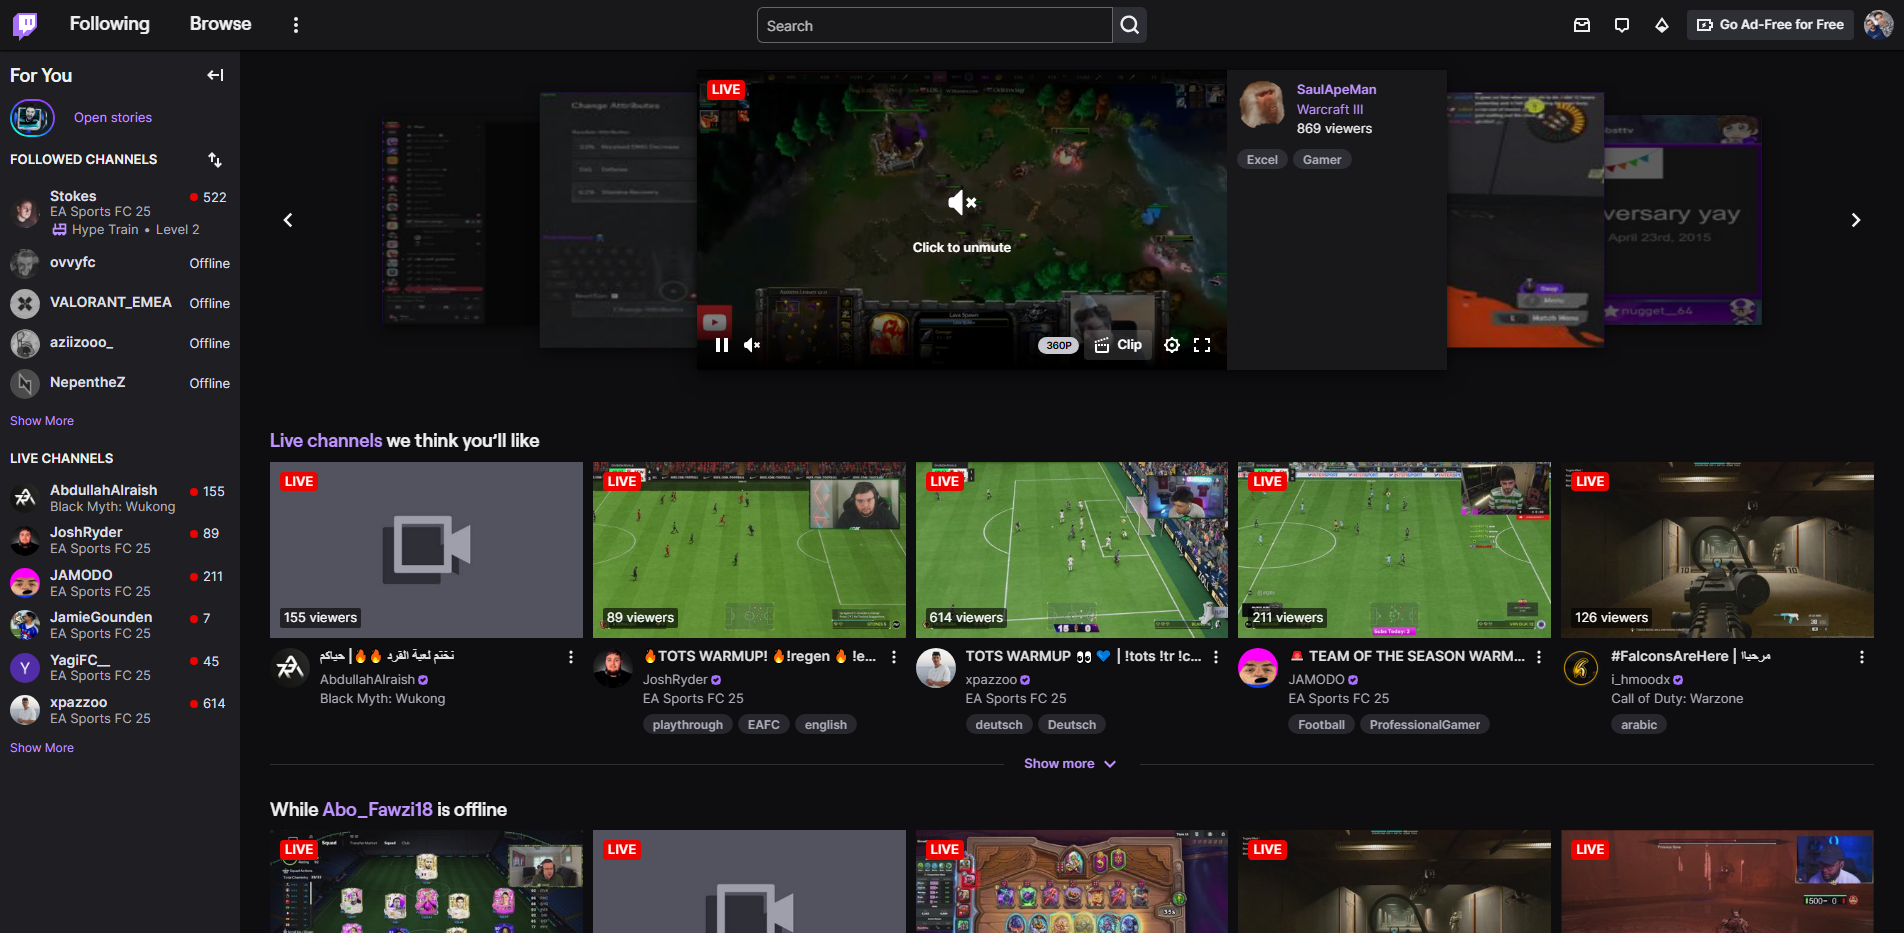 Following
Browse
Search
Go Ad-Free for Free
For You
Open stories
FOLLOWED CHANNELS
Stokes
522
EA Sports FC 25
Hype Train • Level 2
ovvyfc
Offline
VALORANT_EMEA
Offline
aziizooo_
Offline
NepentheZ
Offline
Show More
LIVE CHANNELS
AbdullahAlraish
155
Black Myth: Wukong
JoshRyder
89
EA Sports FC 25
JAMODO
211
EA Sports FC 25
JamieGounden
7
EA Sports FC 25
YagiFC__
45
EA Sports FC 25
xpazzoo
614
EA Sports FC 25
Show More
Change Attributes
LIVE
Click to unmute
360P
Clip
SaulApeMan
Warcraft III
869 viewers
Excel
Gamer
versary yay
April 23rd, 2015
nugget__64
Live channels we think you'll like
LIVE
155 viewers
نختم لعبة القرد 🔥🔥 | حياكم
AbdullahAlraish
Black Myth: Wukong
LIVE
89 viewers
🔥TOTS WARMUP! 🔥!regen 🔥 !e...
JoshRyder
EA Sports FC 25
playthrough
EAFC
english
LIVE
614 viewers
TOTS WARMUP 👀 💙 | !tots !tr !c...
xpazzoo
EA Sports FC 25
deutsch
Deutsch
LIVE
211 viewers
🚨 TEAM OF THE SEASON WARM...
JAMODO
EA Sports FC 25
Football
ProfessionalGamer
LIVE
126 viewers
#FalconsAreHere | مرحبا
i_hmoodx
Call of Duty: Warzone
arabic
Show more
While Abo_Fawzi18 is offline
LIVE
LIVE
LIVE
LIVE
LIVE